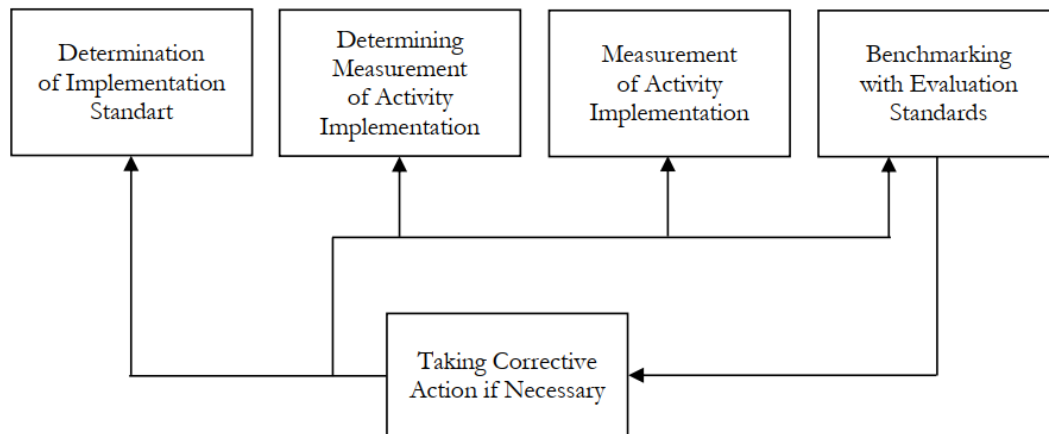 Determination
of Implementation
Standart
Determining
Measurement
of Activity
Implementation
Measurement
of Activity
Implementation
Benchmarking
with Evaluation
Standards
Taking Corrective
Action if Necessary